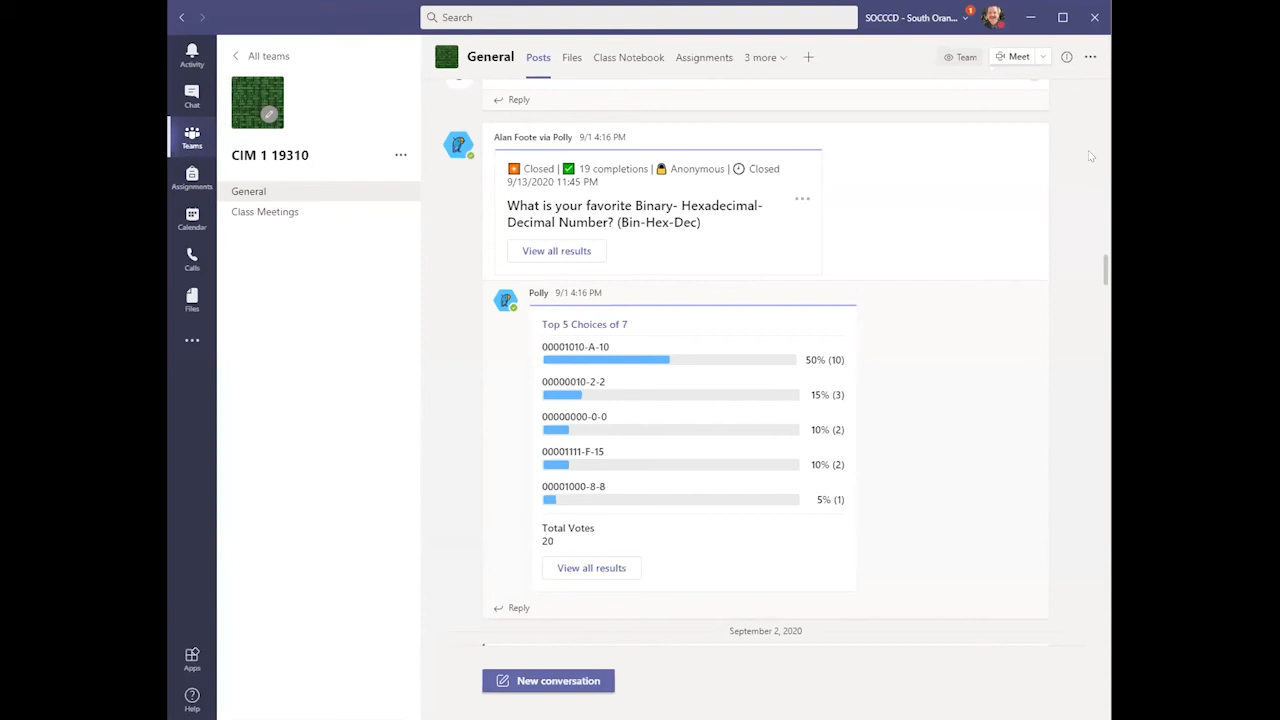 Search
SOCCCD - South Oran...
1
Activity
Chat
Teams
Assignments
Calendar
Calls
Files
Apps
Help
All teams
CIM 1 19310
General
Class Meetings
General
Posts
Files
Class Notebook
Assignments
3 more
Team
Meet
Reply
Alan Foote via Polly 9/1 4:16 PM
Closed | 19 completions | Anonymous | Closed
9/13/2020 11:45 PM
What is your favorite Binary- Hexadecimal-
Decimal Number? (Bin-Hex-Dec)
View all results
Polly 9/1 4:16 PM
Top 5 Choices of 7
00001010-A-10
50% (10)
00000010-2-2
15% (3)
00000000-0-0
10% (2)
00001111-F-15
10% (2)
00001000-8-8
5% (1)
Total Votes
20
View all results
Reply
September 2, 2020
New conversation